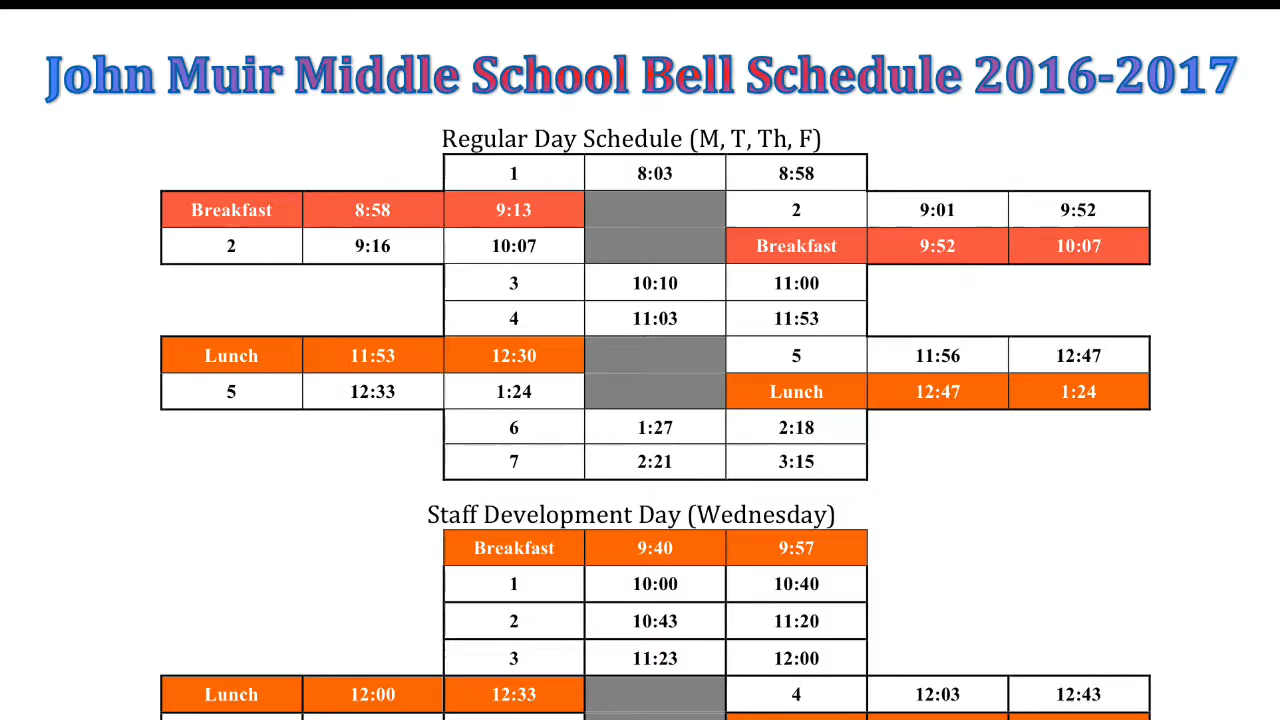 John Muir Middle School Bell Schedule 2016-2017
Regular Day Schedule (M, T, Th, F)
1 8:03 8:58
Breakfast 8:58 9:13 2 9:01 9:52
2 9:16 10:07 Breakfast 9:52 10:07
3 10:10 11:00
4 11:03 11:53
Lunch 11:53 12:30 5 11:56 12:47
5 12:33 1:24 Lunch 12:47 1:24
6 1:27 2:18
7 2:21 3:15
Staff Development Day (Wednesday)
Breakfast 9:40 9:57
1 10:00 10:40
2 10:43 11:20
3 11:23 12:00
Lunch 12:00 12:33 4 12:03 12:43